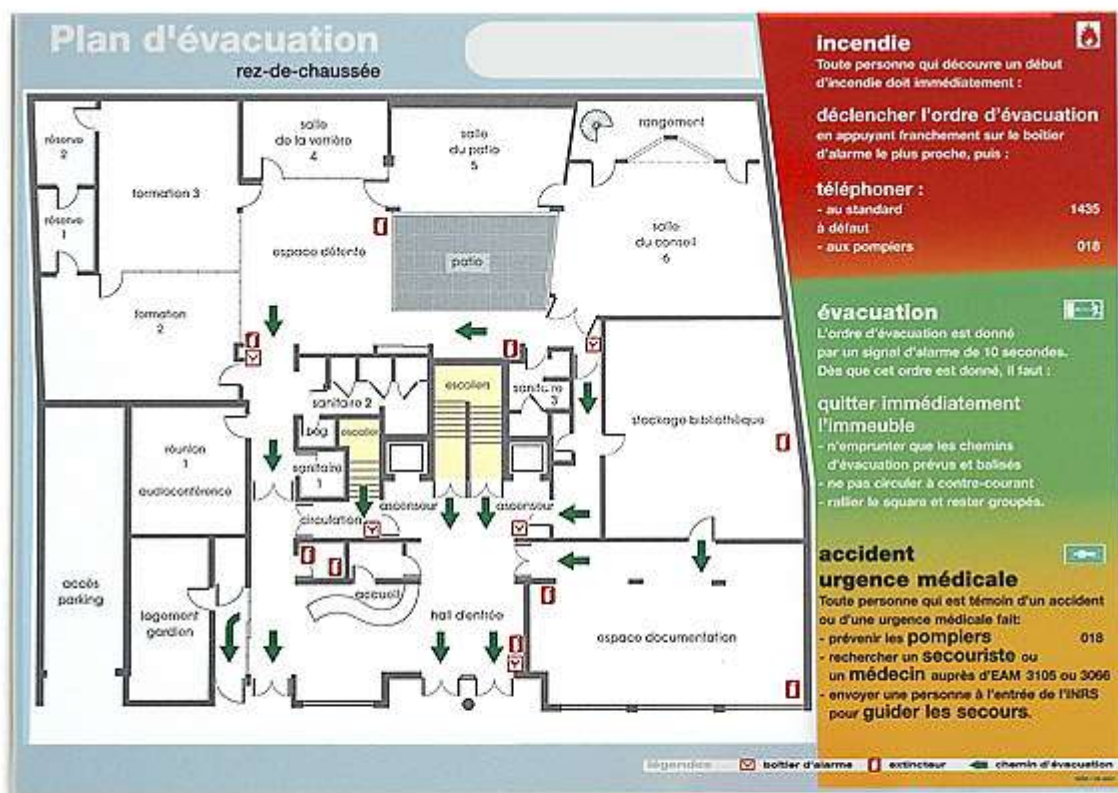 Plan d'évacuation
rez-de-chaussée
réserve
2
réserve
1
formation 3
formation
2
salle
de la verrière
4
salle
du patio
5
rangement
salle
du conseil
6
espace détente
patio
escaliers
sanitaire 2
sanitaire
3
escalier
sanitaire
1
stockage bibliothèque
réunion
1
audioconférence
ascenseur
ascenseur
circulation
accès
parking
logement
gardien
accueil
hall d'entrée
espace documentation
incendie
Toute personne qui découvre un début
d'incendie doit immédiatement :
déclencher l'ordre d'évacuation
en appuyant franchement sur le boîtier
d'alarme le plus proche, puis :
téléphoner :
- au standard 1435
à défaut
- aux pompiers 018
évacuation
L'ordre d'évacuation est donné
par un signal d'alarme de 10 secondes.
Dès que cet ordre est donné, il faut :
quitter immédiatement
l'immeuble
- n'emprunter que les chemins
d'évacuation prévus et balisés
- ne pas circuler à contre-courant
- rallier le square et rester groupés.
accident
urgence médicale
Toute personne qui est témoin d'un accident
ou d'une urgence médicale fait:
- prévenir les pompiers 018
- rechercher un secouriste ou
un médecin auprès d'EAM 3105 ou 3066
- envoyer une personne à l'entrée de l'INRS
pour guider les secours.
légendes boîtier d'alarme extincteur chemin d'évacuation